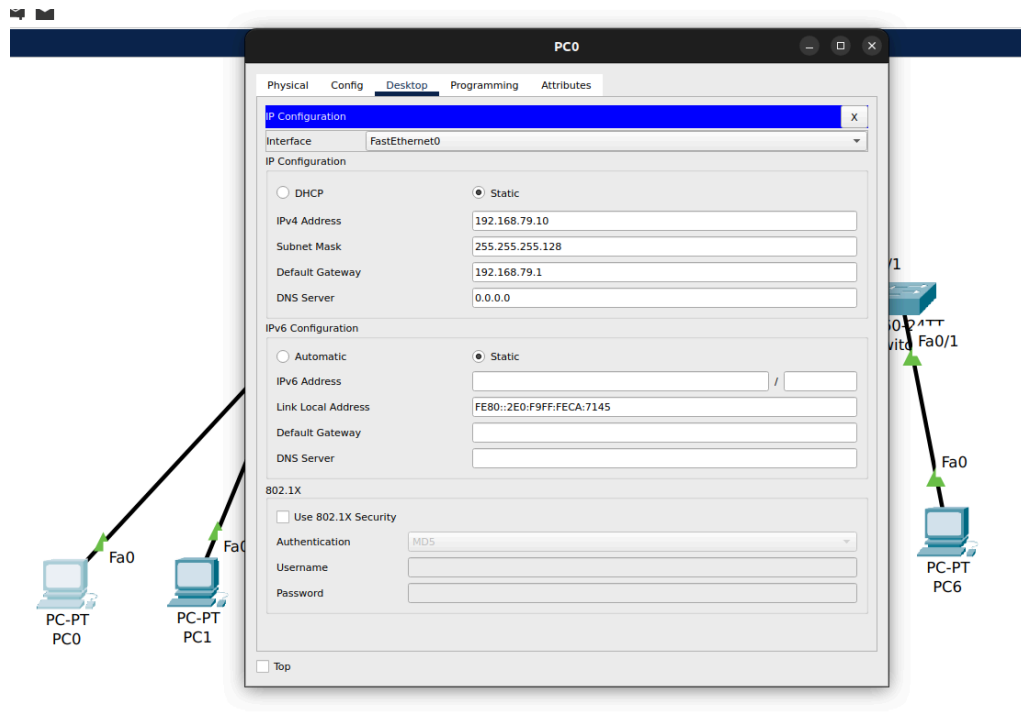 PC0
Physical Config Desktop Programming Attributes
IP Configuration X
Interface FastEthernet0
IP Configuration
DHCP Static
IPv4 Address 192.168.79.10
Subnet Mask 255.255.255.128
Default Gateway 192.168.79.1
DNS Server 0.0.0.0
IPv6 Configuration
Automatic Static
IPv6 Address /
Link Local Address FE80::2E0:F9FF:FECA:7145
Default Gateway
DNS Server
802.1X
Use 802.1X Security
Authentication MD5
Username
Password
Top
Fa0
PC-PT
PC0
Fa0
PC-PT
PC1
/1
Fa0/1
Fa0
PC-PT
PC6